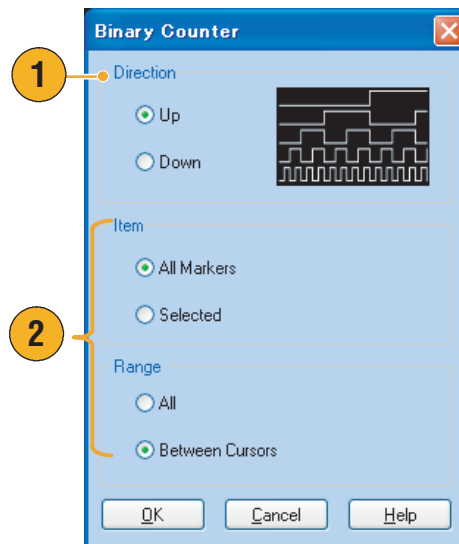 Binary Counter
1
Direction
Up
Down
Item
All Markers
Selected
2
Range
All
Between Cursors
OK Cancel Help